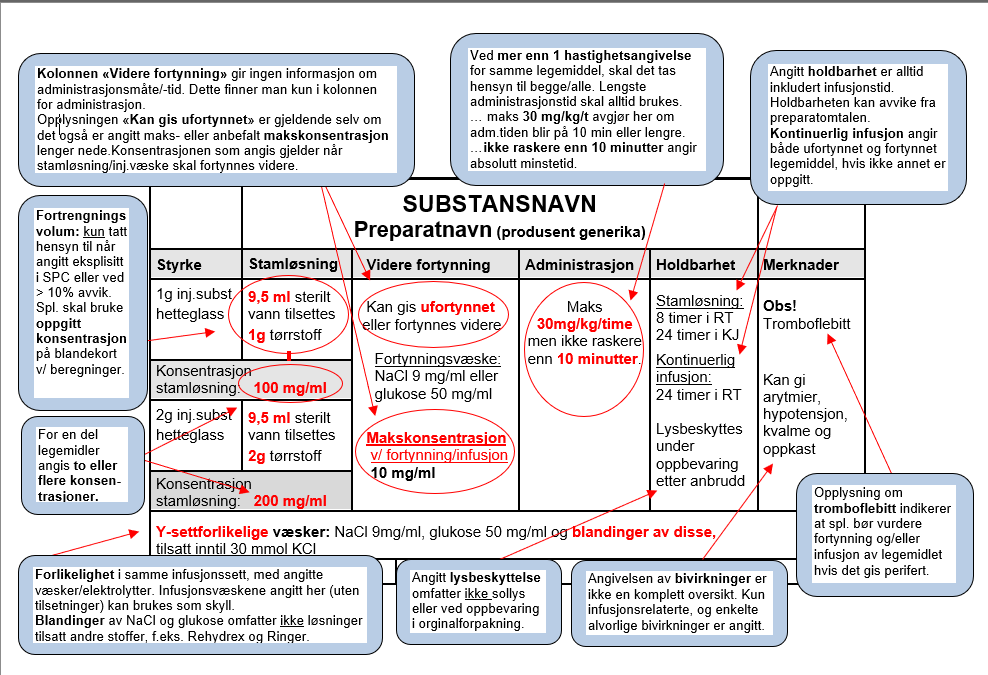 Kolonnen «Videre fortynning» gir ingen informasjon om
administrasjonsmåte/-tid. Dette finner man kun i kolonnen
for administrasjon.
Opplysningen «Kan gis ufortynnet» er gjeldende selv om
det også er angitt maks- eller anbefalt makskonsentrasjon
lenger nede.Konsentrasjonen som angis gjelder når
stamløsning/inj.væske skal fortynnes videre.
Ved mer enn 1 hastighetsangivelse
for samme legemiddel, skal det tas
hensyn til begge/alle. Lengste
administrasjonstid skal alltid brukes.
… maks 30 mg/kg/t avgjør her om
adm.tiden blir på 10 min eller lengre.
…ikke raskere enn 10 minutter angir
absolutt minstetid.
Angitt holdbarhet er alltid
inkludert infusjonstid.
Holdbarheten kan avvike fra
preparatomtalen.
Kontinuerlig infusjon angir
både ufortynnet og fortynnet
legemiddel, hvis ikke annet er
oppgitt.
Fortrengnings
volum: kun tatt
hensyn til når
angitt eksplisitt
i SPC eller ved
> 10% avvik.
Spl. skal bruke
oppgitt
konsentrasjon
på blandekort
v/ beregninger.
For en del
legemidler
angis to eller
flere konsen-
trasjoner.
SUBSTANSNAVN
Preparatnavn (produsent generika)
Styrke
Stamløsning
Videre fortynning
Administrasjon
Holdbarhet
Merknader
1g inj.subst
hetteglass
9,5 ml sterilt
vann tilsettes
1g tørrstoff
Konsentrasjon
stamløsning: 100 mg/ml
2g inj.subst
hetteglass
9,5 ml sterilt
vann tilsettes
2g tørrstoff
Konsentrasjon
stamløsning: 200 mg/ml
Kan gis ufortynnet
eller fortynnes videre
Fortynningsvæske:
NaCl 9 mg/ml eller
glukose 50 mg/ml
Makskonsentrasjon
v/ fortynning/infusjon
10 mg/ml
Maks
30mg/kg/time
men ikke raskere
enn 10 minutter.
Stamløsning:
8 timer i RT
24 timer i KJ
Kontinuerlig
infusjon:
24 timer i RT
Lysbeskyttes
under
oppbevaring
etter anbrudd
Obs!
Tromboflebitt
Kan gi
arytmier,
hypotensjon,
kvalme og
oppkast
Y-settforlikelige væsker: NaCl 9mg/ml, glukose 50 mg/ml og blandinger av disse,
tilsatt inntil 30 mmol KCl
Forlikelighet i samme infusjonssett, med angitte
væsker/elektrolytter. Infusjonsvæskene angitt her (uten
tilsetninger) kan brukes som skyll.
Blandinger av NaCl og glukose omfatter ikke løsninger
tilsatt andre stoffer, f.eks. Rehydrex og Ringer.
Angitt lysbeskyttelse
omfatter ikke sollys
eller ved oppbevaring
i orginalforpakning.
Angivelsen av bivirkninger er
ikke en komplett oversikt. Kun
infusjonsrelaterte, og enkelte
alvorlige bivirkninger er angitt.
Opplysning om
tromboflebitt indikerer
at spl. bør vurdere
fortynning og/eller
infusjon av legemidlet
hvis det gis perifert.